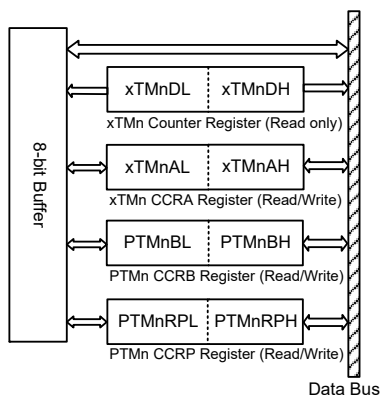 8-bit Buffer
xTMnDL xTMnDH
xTMn Counter Register (Read only)
xTMnAL xTMnAH
xTMn CCRA Register (Read/Write)
PTMnBL PTMnBH
PTMn CCRB Register (Read/Write)
PTMnRPL PTMnRPH
PTMn CCRP Register (Read/Write)
Data Bus